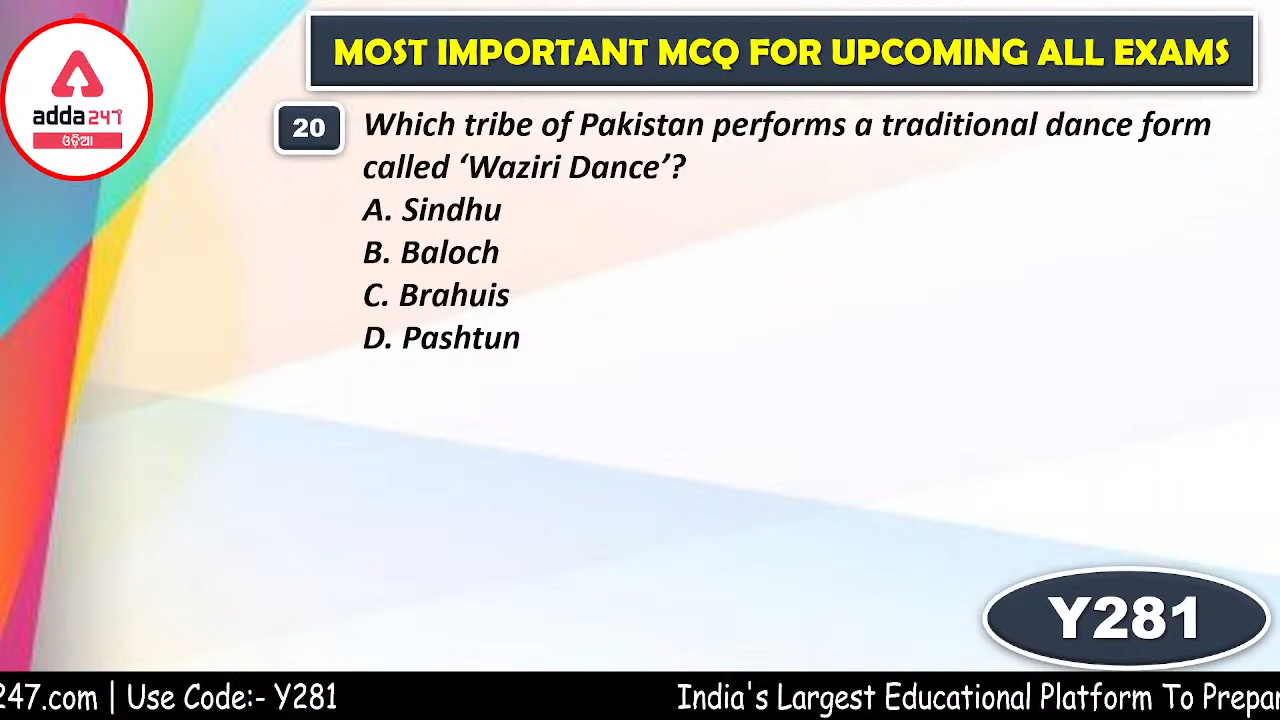 MOST IMPORTANT MCQ FOR UPCOMING ALL EXAMS
adda247
ଓଡ଼ିଆ
20
Which tribe of Pakistan performs a traditional dance form
called ‘Waziri Dance’?
A. Sindhu
B. Baloch
C. Brahuis
D. Pashtun
Y281
247.com | Use Code:- Y281
India's Largest Educational Platform To Prepar